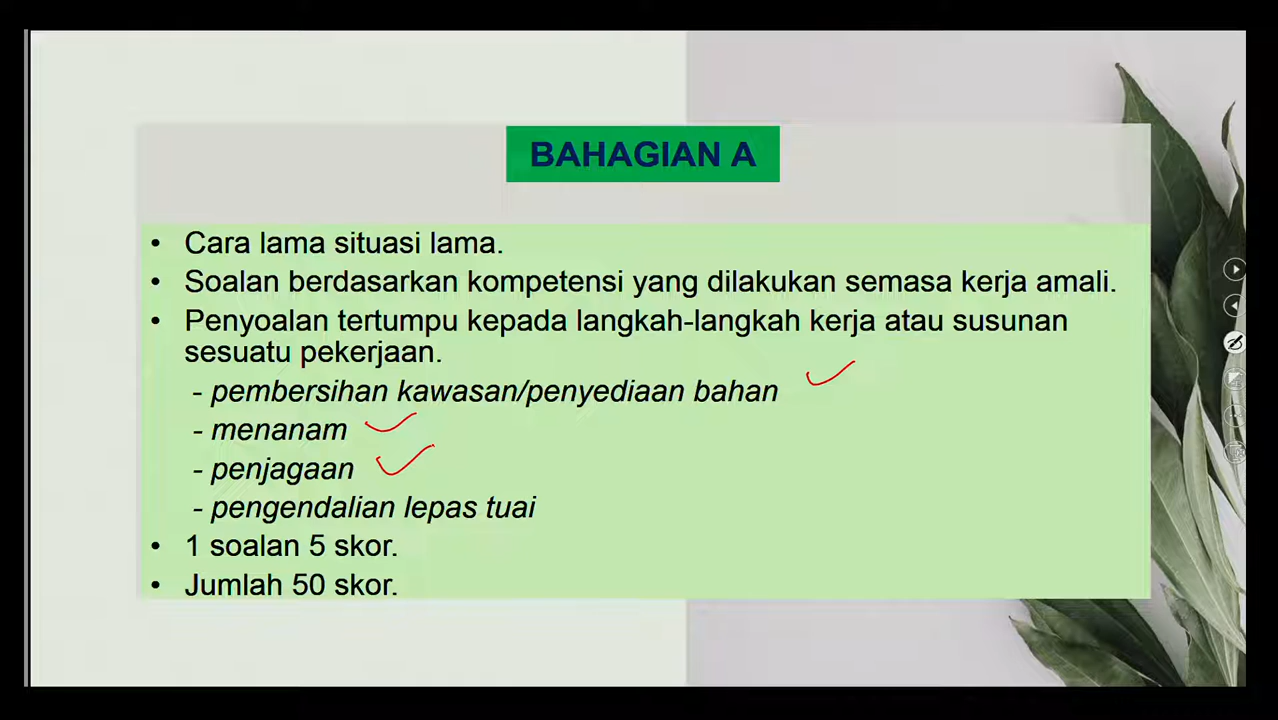 BAHAGIAN A
• Cara lama situasi lama.
• Soalan berdasarkan kompetensi yang dilakukan semasa kerja amali.
• Penyoalan tertumpu kepada langkah-langkah kerja atau susunan
sesuatu pekerjaan.
- pembersihan kawasan/penyediaan bahan
- menanam
- penjagaan
- pengendalian lepas tuai
• 1 soalan 5 skor.
• Jumlah 50 skor.